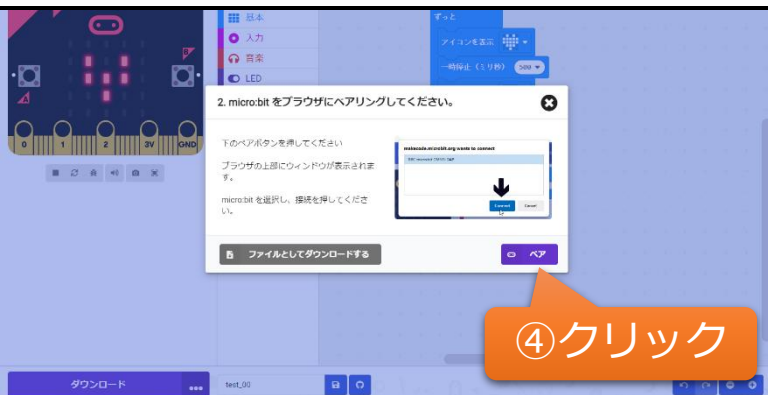 基本
入力
音楽
LED
ずっと
アイコンを表示
一時停止（ミリ秒） 500
B
A
0 1 2 3V GND
2. micro:bit をブラウザにペアリングしてください。
下のペアボタンを押してください
ブラウザの上部にウィンドウが表示されま
す。
micro:bit を選択し、接続を押してくださ
い。
makecode.microbit.org wants to connect
Connect Cancel
ファイルとしてダウンロードする
ペア
④クリック
ダウンロード
test_00